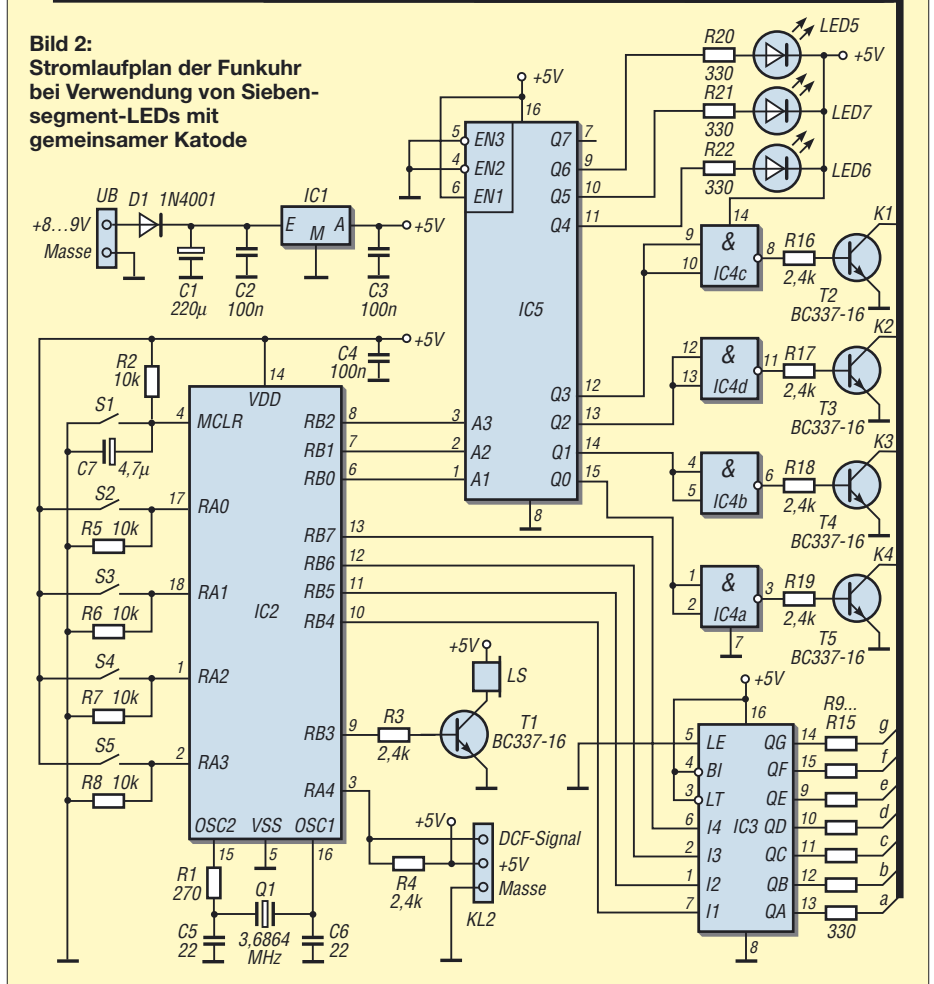 Bild 2:
Stromlaufplan der Funkuhr
bei Verwendung von Sieben-
segment-LEDs mit
gemeinsamer Katode
UB
D1 1N4001
+8...9V
Masse
C1
220µ
C2
100n
IC1
E M A
C3
100n
+5V
+5V
16
5 EN3
4 EN2
6 EN1
IC5
3 A3
2 A2
1 A1
8
Q7 7
Q6 9
Q5 10
Q4 11
Q3 12
Q2 13
Q1 14
Q0 15
R20
330
LED5
+5V
R21
330
LED7
R22
330
LED6
14
9
10
&
IC4c
8
R16
2,4k
T2
BC337-16
K1
12
13
&
IC4d
11
R17
2,4k
T3
BC337-16
K2
4
5
&
IC4b
6
R18
2,4k
T4
BC337-16
K3
1
2
&
IC4a
3
7
R19
2,4k
T5
BC337-16
K4
+5V
C4
100n
R2
10k
S1
C7 4,7µ
S2
R5 10k
S3
R6 10k
S4
R7 10k
S5
R8 10k
14
VDD
4 MCLR
17 RA0
18 RA1
1 RA2
2 RA3
IC2
RB2 8
RB1 7
RB0 6
RB7 13
RB6 12
RB5 11
RB4 10
RB3 9
RA4 3
OSC2 VSS OSC1
15 5 16
R1
270
Q1
3,6864
MHz
C5
22
C6
22
R3
2,4k
+5V
LS
T1
BC337-16
+5V
R4
2,4k
DCF-Signal
+5V
Masse
KL2
+5V
16
5 LE
4 BI
3 LT
6 I4
2 I3
1 I2
7 I1
IC3
8
QG 14
QF 15
QE 9
QD 10
QC 11
QB 12
QA 13
R9...
R15
330
g
f
e
d
c
b
a